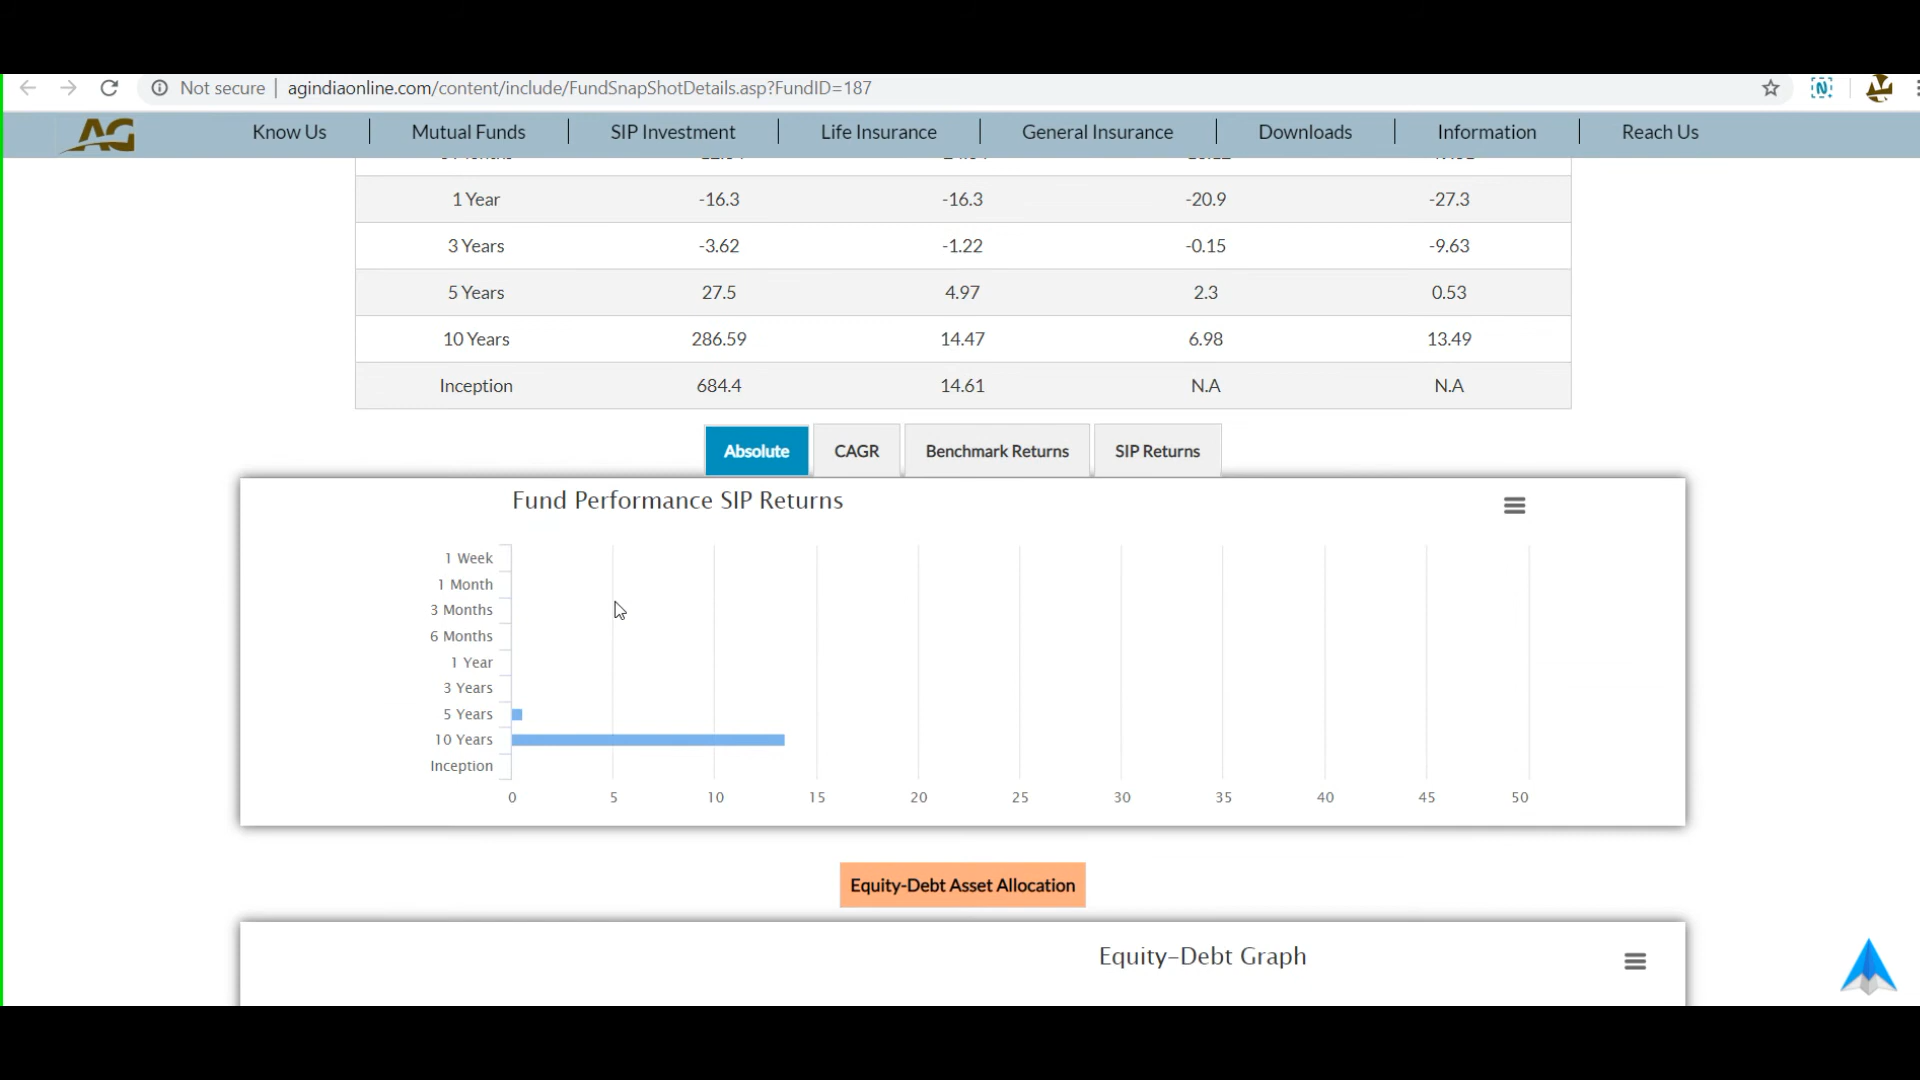 Not secure | agindiaonline.com/content/include/FundSnapShotDetails.asp?FundID=187
AG Know Us Mutual Funds SIP Investment Life Insurance General Insurance Downloads Information Reach Us
1 Year -16.3 -16.3 -20.9 -27.3
3 Years -3.62 -1.22 -0.15 -9.63
5 Years 27.5 4.97 2.3 0.53
10 Years 286.59 14.47 6.98 13.49
Inception 684.4 14.61 N.A N.A
Absolute CAGR Benchmark Returns SIP Returns
Fund Performance SIP Returns
1 Week
1 Month
3 Months
6 Months
1 Year
3 Years
5 Years
10 Years
Inception
0 5 10 15 20 25 30 35 40 45 50
Equity-Debt Asset Allocation
Equity-Debt Graph